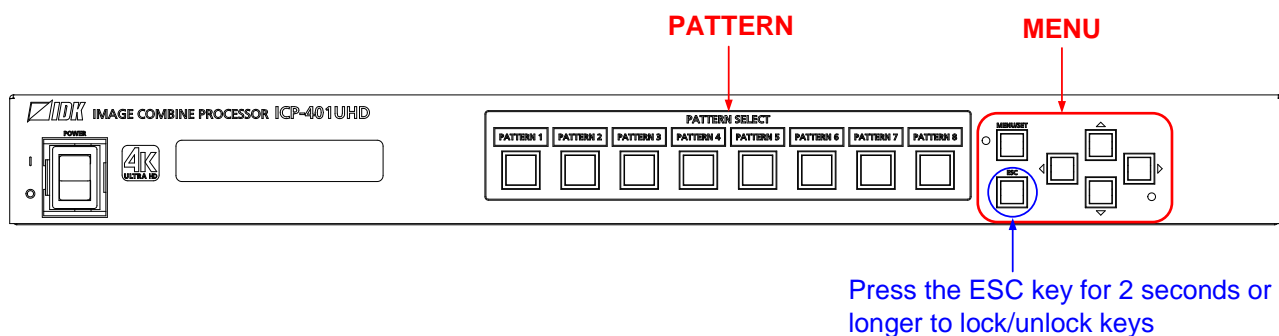 PATTERN
MENU
IDK IMAGE COMBINE PROCESSOR ICP-401UHD
POWER
I
O
4K
ULTRA HD
PATTERN SELECT
PATTERN 1 PATTERN 2 PATTERN 3 PATTERN 4 PATTERN 5 PATTERN 6 PATTERN 7 PATTERN 8
MENU/SET
ESC
Press the ESC key for 2 seconds or
longer to lock/unlock keys